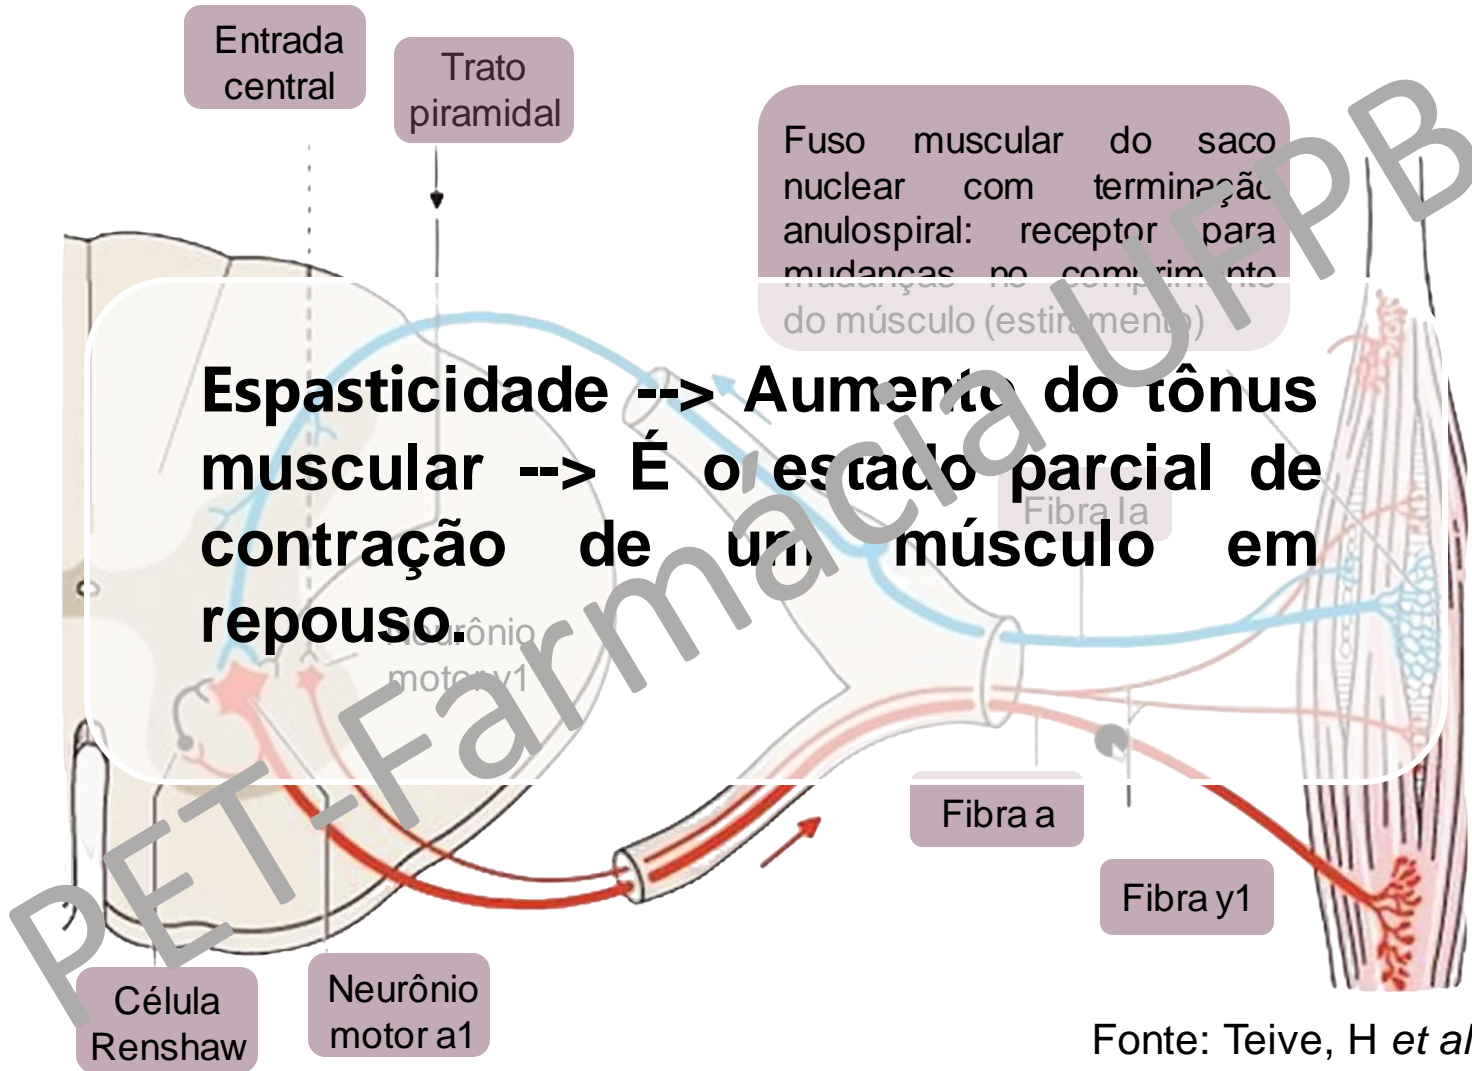 Entrada
central
Trato
piramidal
Fuso muscular do saco
nuclear com terminação
anulospiral: receptor para
mudanças no comprimento
do músculo (estiramento)
Espasticidade --> Aumento do tônus
muscular --> É o estado parcial de
contração de um músculo em
repouso.
Fibra Ia
Neurônio
motor y1
Fibra a
Fibra y1
Célula
Renshaw
Neurônio
motor a1
Fonte: Teive, H et al
PET-Farmácia UFPB